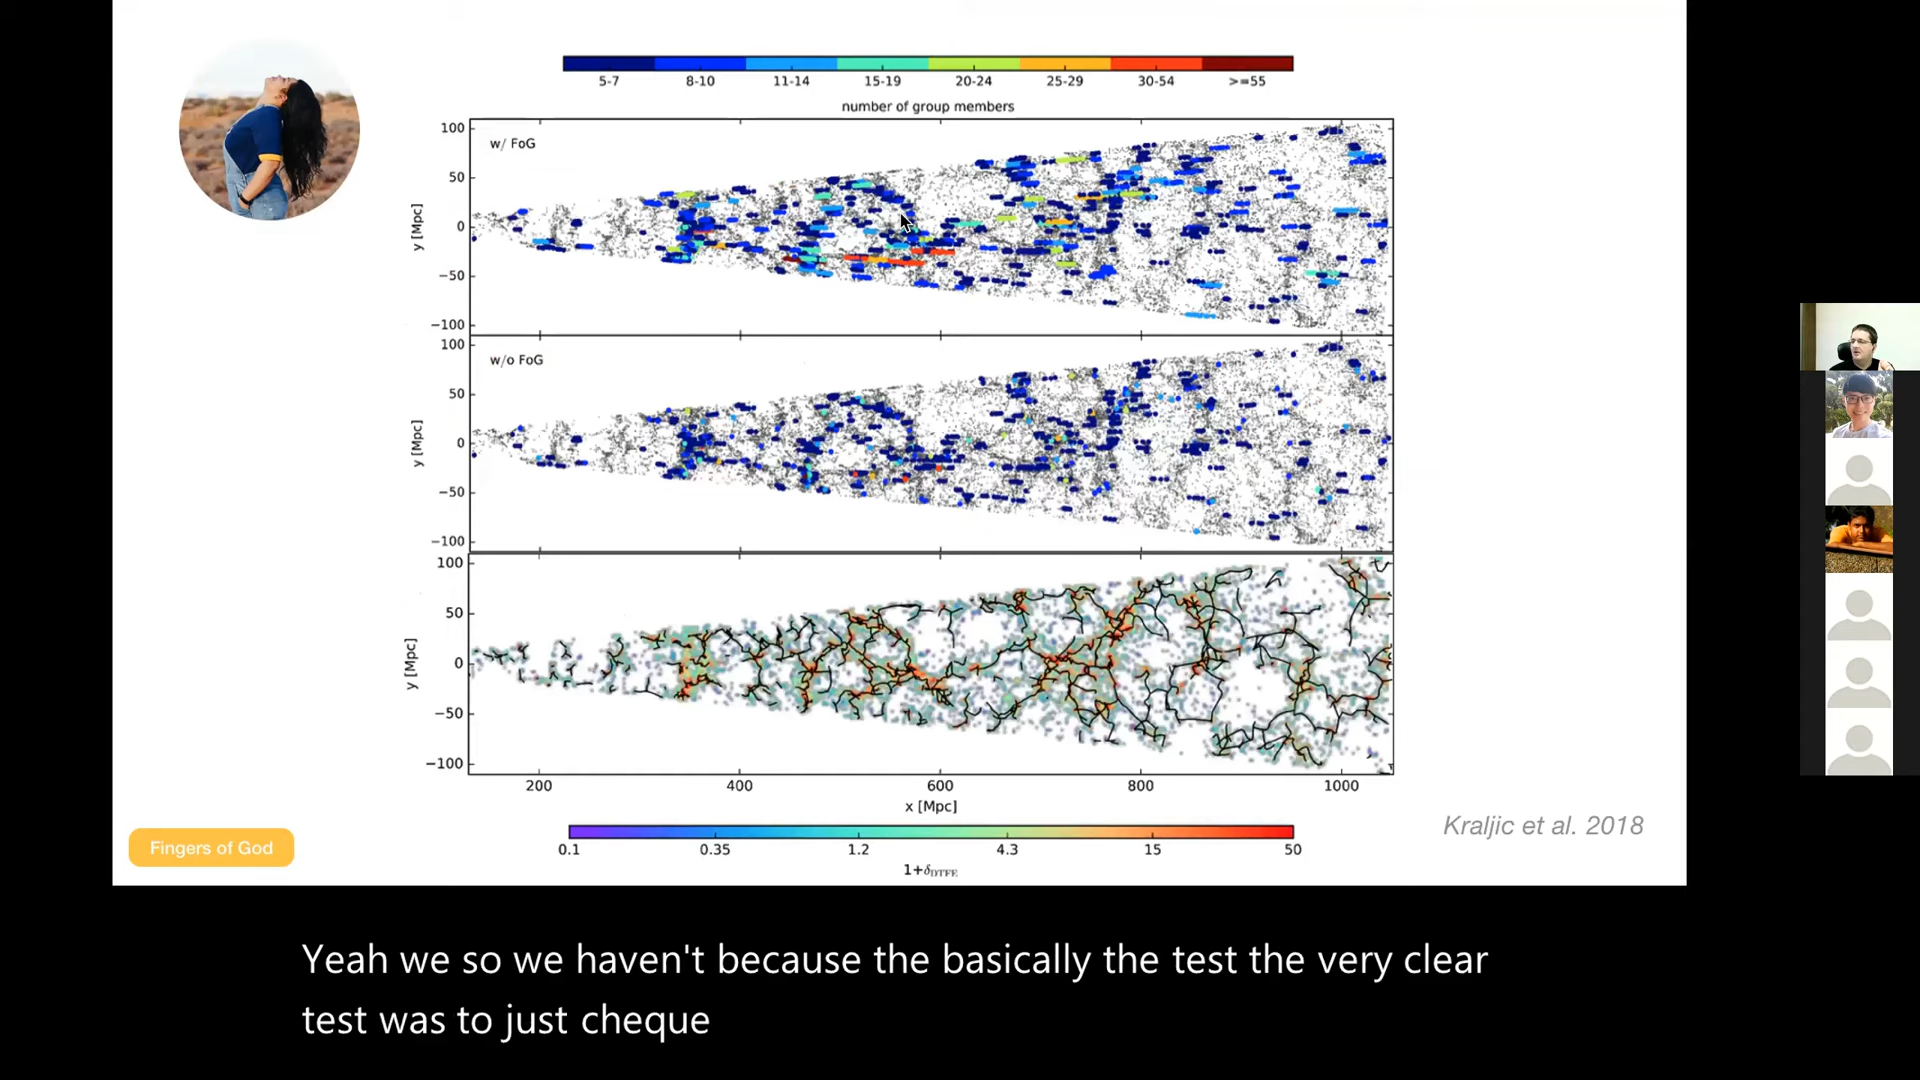 5-7 8-10 11-14 15-19 20-24 25-29 30-54 >=55
number of group members
100
w/ FoG
50
0
y [Mpc]
−50
−100
100
w/o FoG
50
0
y [Mpc]
−50
−100
100
50
0
y [Mpc]
−50
−100
200 400 600 800 1000
x [Mpc]
Kraljic et al. 2018
Fingers of God
0.1 0.35 1.2 4.3 15 50
1+δDTFE
Yeah we so we haven't because the basically the test the very clear
test was to just cheque